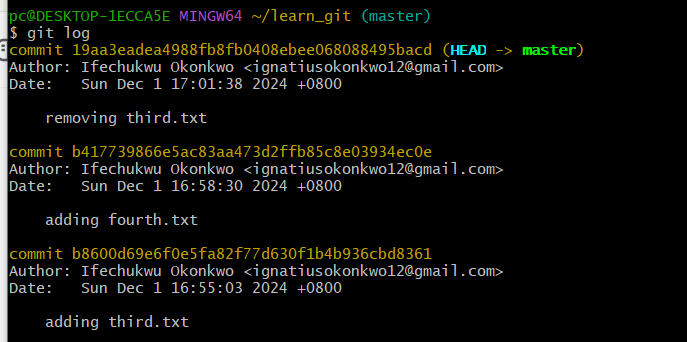 pc@DESKTOP-1ECCA5E MINGW64 ~/learn_git (master)
$ git log
commit 19aa3eadea4988fb8fb0408ebee068088495bacd (HEAD -> master)
Author: Ifechukwu Okonkwo <ignatiusokonkwo12@gmail.com>
Date:   Sun Dec 1 17:01:38 2024 +0800
    removing third.txt
commit b417739866e5ac83aa473d2ffb85c8e03934ec0e
Author: Ifechukwu Okonkwo <ignatiusokonkwo12@gmail.com>
Date:   Sun Dec 1 16:58:30 2024 +0800
    adding fourth.txt
commit b8600d69e6f0e5fa82f77d630f1b4b936cbd8361
Author: Ifechukwu Okonkwo <ignatiusokonkwo12@gmail.com>
Date:   Sun Dec 1 16:55:03 2024 +0800
    adding third.txt